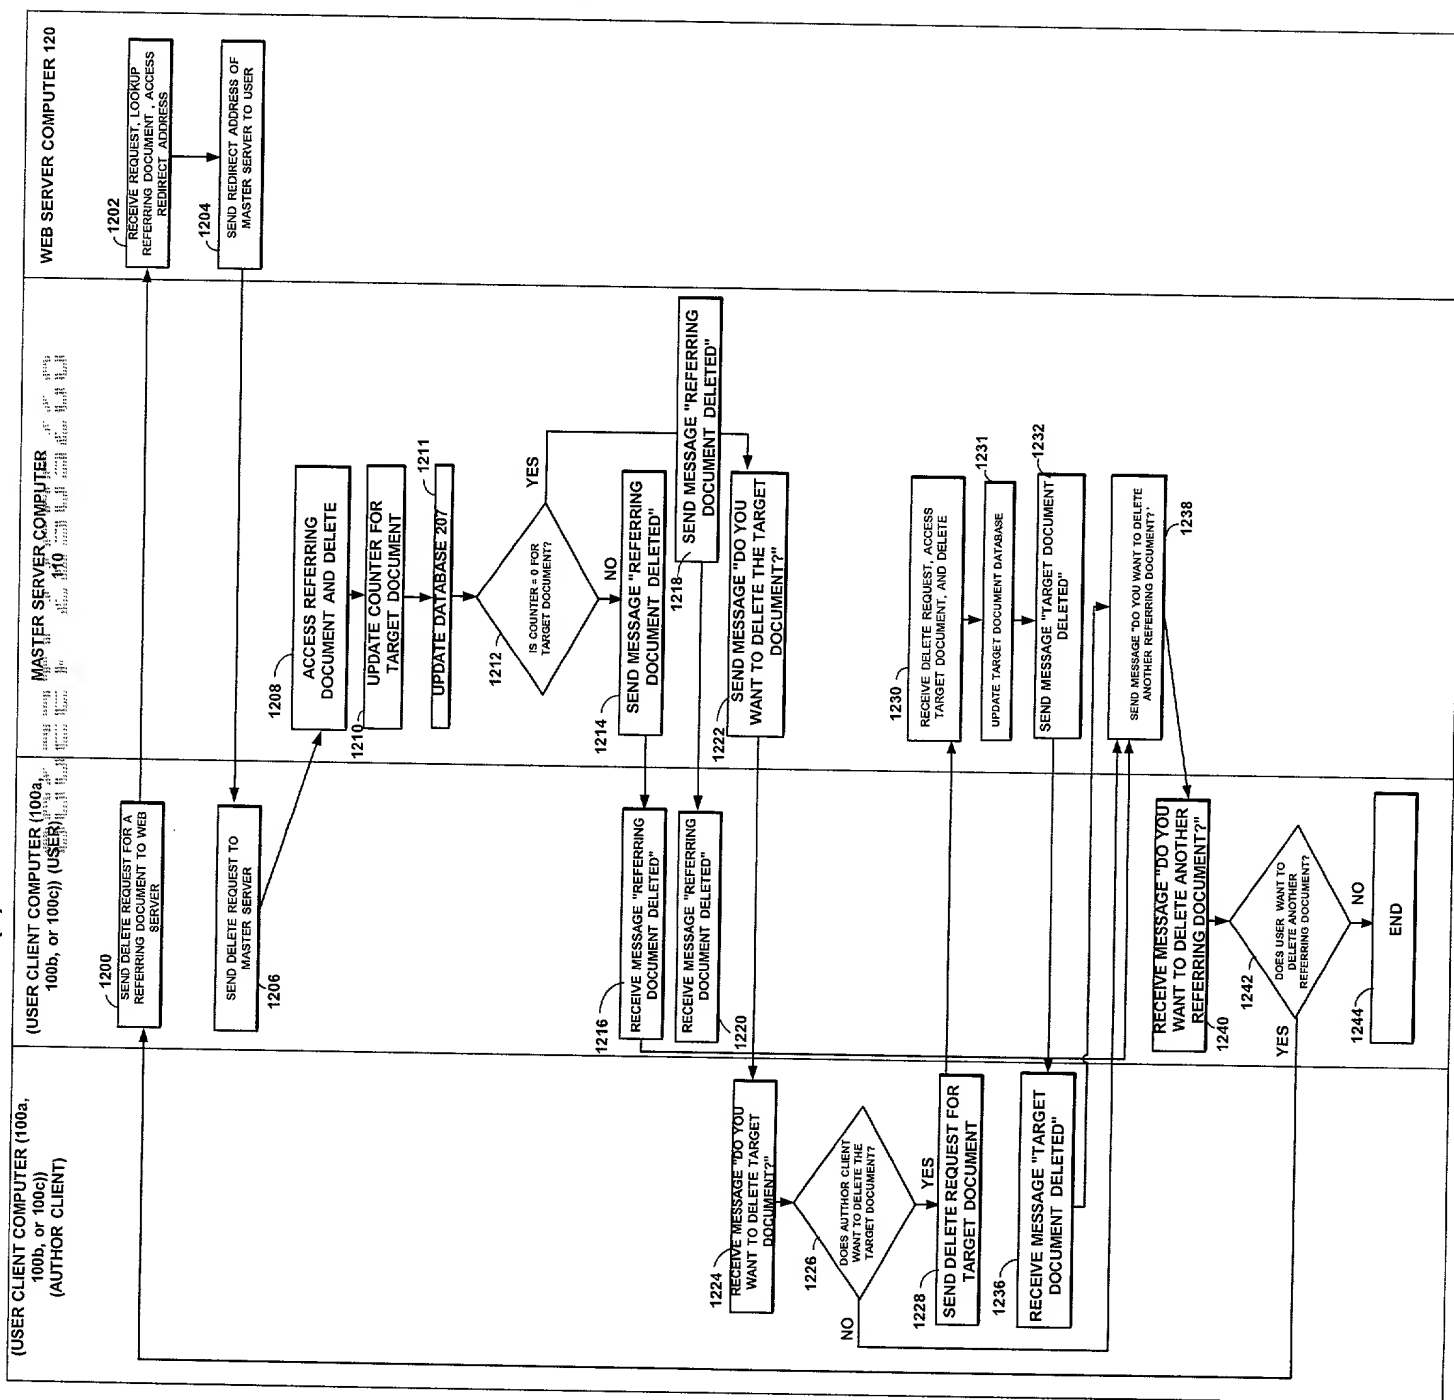 (USER CLIENT COMPUTER (100a,
100b, or 100c))
(AUTHOR CLIENT)
(USER CLIENT COMPUTER (100a,
100b, or 100c)) (USER)
MASTER SERVER COMPUTER
110
WEB SERVER COMPUTER 120
1200
SEND DELETE REQUEST FOR A
REFERRING DOCUMENT TO WEB
SERVER
1202
RECEIVE REQUEST, LOOKUP
REFERRING DOCUMENT , ACCESS
REDIRECT ADDRESS
1204
SEND REDIRECT ADDRESS OF
MASTER SERVER TO USER
SEND DELETE REQUEST TO
MASTER SERVER
1206
1208
ACCESS REFERRING
DOCUMENT AND DELETE
1210
UPDATE COUNTER FOR
TARGET DOCUMENT
1211
UPDATE DATABASE 207
1212
IS COUNTER = 0 FOR
TARGET DOCUMENT?
YES
NO
1214
SEND MESSAGE "REFERRING
DOCUMENT DELETED"
1216
RECEIVE MESSAGE "REFERRING
DOCUMENT DELETED"
1218
SEND MESSAGE "REFERRING
DOCUMENT DELETED"
RECEIVE MESSAGE "REFERRING
DOCUMENT DELETED"
1220
1222
SEND MESSAGE "DO YOU
WANT TO DELETE THE TARGET
DOCUMENT?"
1224
RECEIVE MESSAGE "DO YOU
WANT TO DELETE TARGET
DOCUMENT?"
1226
DOES AUTTHOR CLIENT
WANT TO DELETE THE
TARGET DOCUMENT?
YES
NO
1228
SEND DELETE REQUEST FOR
TARGET DOCUMENT
1230
RECEIVE DELETE REQUEST, ACCESS
TARGET DOCUMENT, AND DELETE
1231
UPDATE TARGET DOCUMENT DATABASE
1232
SEND MESSAGE "TARGET DOCUMENT
DELETED"
1236
RECEIVE MESSAGE "TARGET
DOCUMENT DELETED"
SEND MESSAGE "DO YOU WANT TO DELETE
ANOTHER REFERRING DOCUMENT?'
1238
RECEIVE MESSAGE "DO YOU
WANT TO DELETE ANOTHER
REFERRING DOCUMENT?"
1240
1242
DOES USER WANT TO
DELETE ANOTHER
REFERRING DOCUMENT?
YES
NO
1244
END